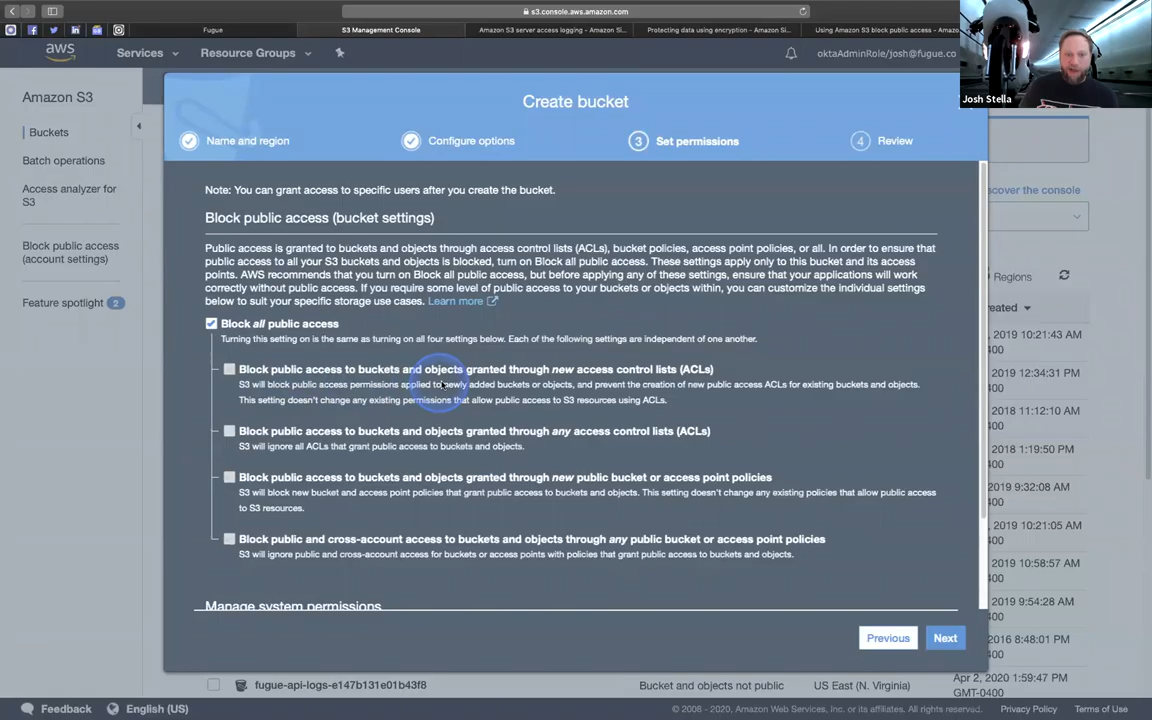 s3.console.aws.amazon.com
Fugue
S3 Management Console
Amazon S3 server access logging - Amazon Si...
Protecting data using encryption - Amazon Si...
Using Amazon S3 block public access - Amazon
aws
Services
Resource Groups
oktaAdminRole/josh@fugue.co
Josh Stella
Amazon S3
Buckets
Batch operations
Access analyzer for
S3
Block public access
(account settings)
Feature spotlight 2
Create bucket
Name and region
Configure options
3 Set permissions
4 Review
Note: You can grant access to specific users after you create the bucket.
Block public access (bucket settings)
Public access is granted to buckets and objects through access control lists (ACLs), bucket policies, access point policies, or all. In order to ensure that
public access to all your S3 buckets and objects is blocked, turn on Block all public access. These settings apply only to this bucket and its access
points. AWS recommends that you turn on Block all public access, but before applying any of these settings, ensure that your applications will work
correctly without public access. If you require some level of public access to your buckets or objects within, you can customize the individual settings
below to suit your specific storage use cases. Learn more
Block all public access
Turning this setting on is the same as turning on all four settings below. Each of the following settings are independent of one another.
Block public access to buckets and objects granted through new access control lists (ACLs)
S3 will block public access permissions applied to newly added buckets or objects, and prevent the creation of new public access ACLs for existing buckets and objects.
This setting doesn't change any existing permissions that allow public access to S3 resources using ACLs.
Block public access to buckets and objects granted through any access control lists (ACLs)
S3 will ignore all ACLs that grant public access to buckets and objects.
Block public access to buckets and objects granted through new public bucket or access point policies
S3 will block new bucket and access point policies that grant public access to buckets and objects. This setting doesn't change any existing policies that allow public access
to S3 resources.
Block public and cross-account access to buckets and objects through any public bucket or access point policies
S3 will ignore public and cross-account access for buckets or access points with policies that grant public access to buckets and objects.
Manage system permissions
Previous
Next
iscover the console
Regions
eated
, 2019 10:21:43 AM
400
2019 12:34:31 PM
400
2018 11:12:10 AM
400
2018 1:19:50 PM
400
2019 9:32:08 AM
400
, 2019 10:21:05 AM
400
2019 10:58:57 AM
400
2019 9:54:28 AM
400
2016 8:48:01 PM
400
fugue-api-logs-e147b131e01b43f8
Bucket and objects not public
US East (N. Virginia)
Apr 2, 2020 1:59:47 PM
GMT-0400
Feedback
English (US)
© 2008 - 2020, Amazon Web Services, Inc. or its affiliates. All rights reserved.
Privacy Policy
Terms of Use